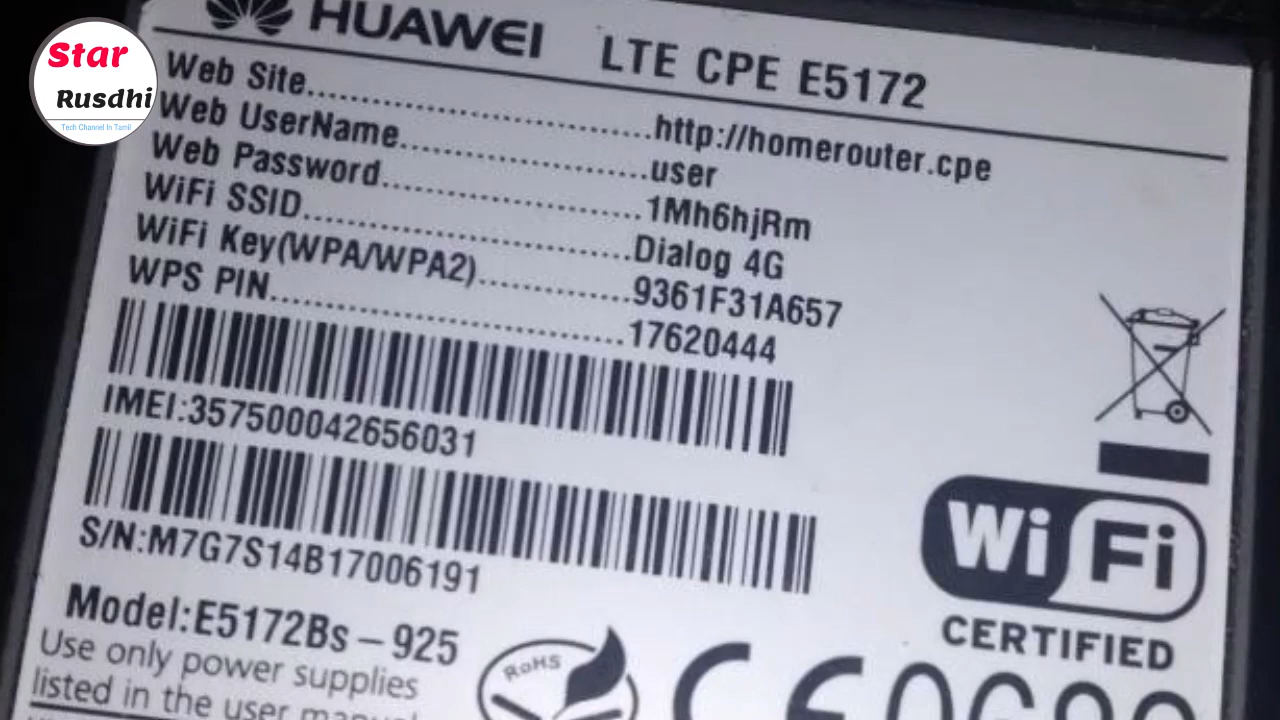 HUAWEI LTE CPE E5172
Star
Rusdhi
Tech Channel In Tamil
Web Site..............................http://homerouter.cpe
Web UserName......................user
Web Password.......................1Mh6hjRm
WiFi SSID.............................Dialog 4G
WiFi Key(WPA/WPA2)..............9361F31A657
WPS PIN...............................17620444
IMEI:357500042656031
S/N:M7G7S14B17006191
Model:E5172Bs – 925
Use only power supplies
listed in the user manual
RoHS
WiFi
CERTIFIED
CE